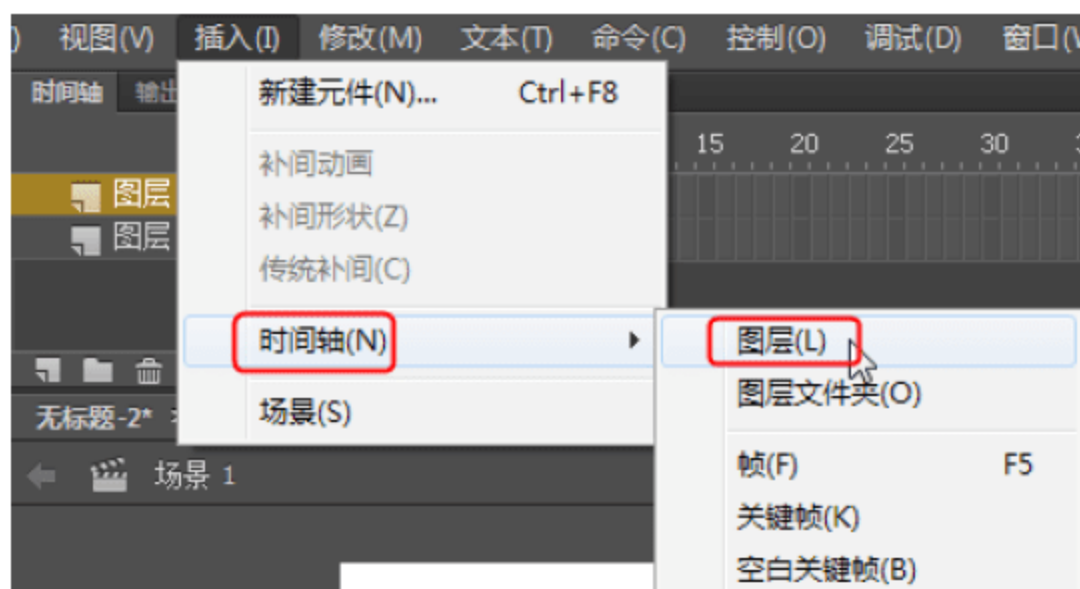 ) 视图(V) 插入(I) 修改(M) 文本(T) 命令(C) 控制(O) 调试(D) 窗口(
时间轴 输出
新建元件(N)... Ctrl+F8
15 20 25 30
补间动画
图层
补间形状(Z)
图层
传统补间(C)
时间轴(N)
图层(L)
图层文件夹(O)
无标题-2*
场景(S)
帧(F) F5
场景 1
关键帧(K)
空白关键帧(B)